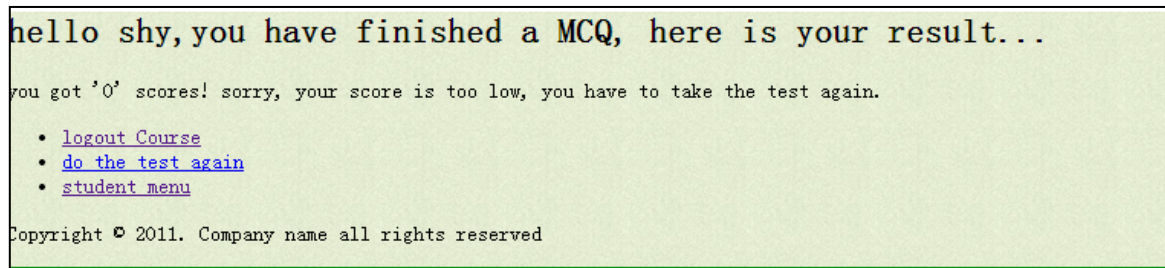 hello shy,you have finished a MCQ, here is your result...
you got '0' scores! sorry, your score is too low, you have to take the test again.
logout Course
do the test again
student menu
Copyright © 2011. Company name all rights reserved